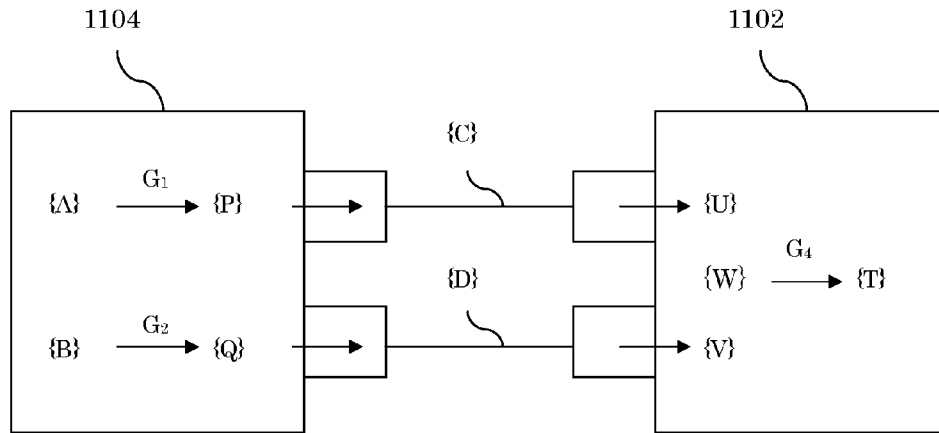 1104 1102
{C}
{A} G₁ {P} {U}
{W} G₄ {T}
{D}
{B} G₂ {Q} {V}